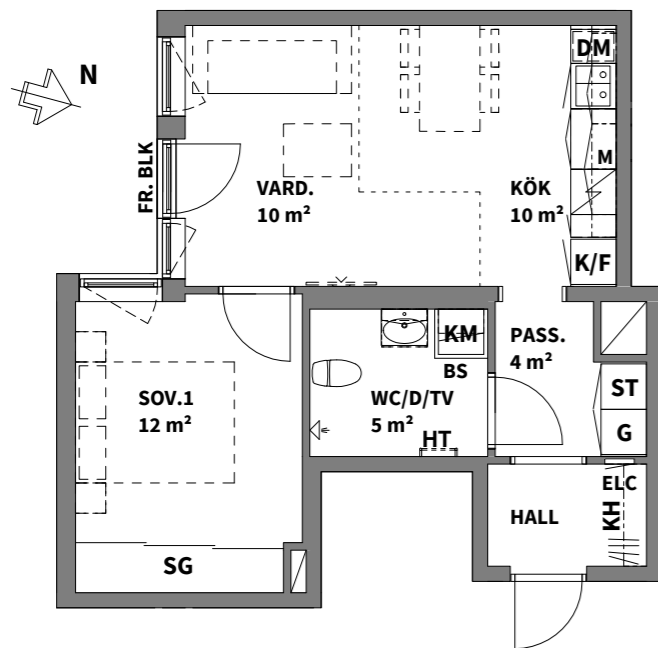 N
DM
M
FR. BLK
VARD.
10 m²
KÖK
10 m²
K/F
KM
BS
PASS.
4 m²
SOV.1
12 m²
WC/D/TV
5 m²
HT
ST
G
ELC
KH
HALL
SG